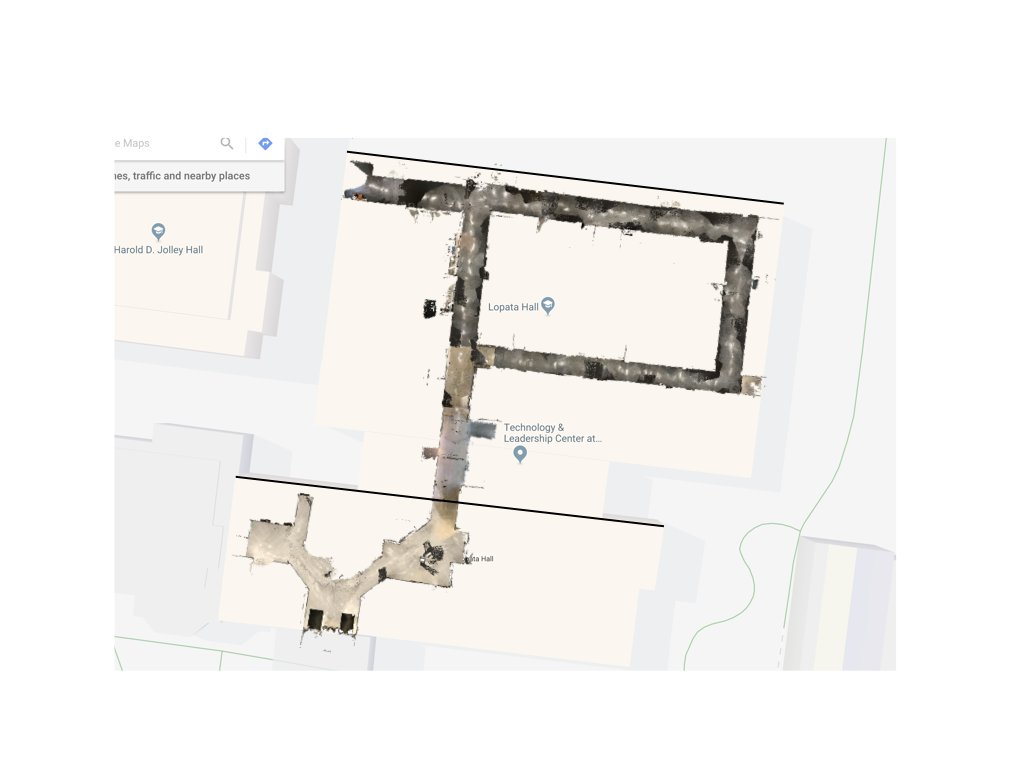 e Maps
nes, traffic and nearby places
Harold D. Jolley Hall
Lopata Hall
Technology &
Leadership Center at...
ata Hall